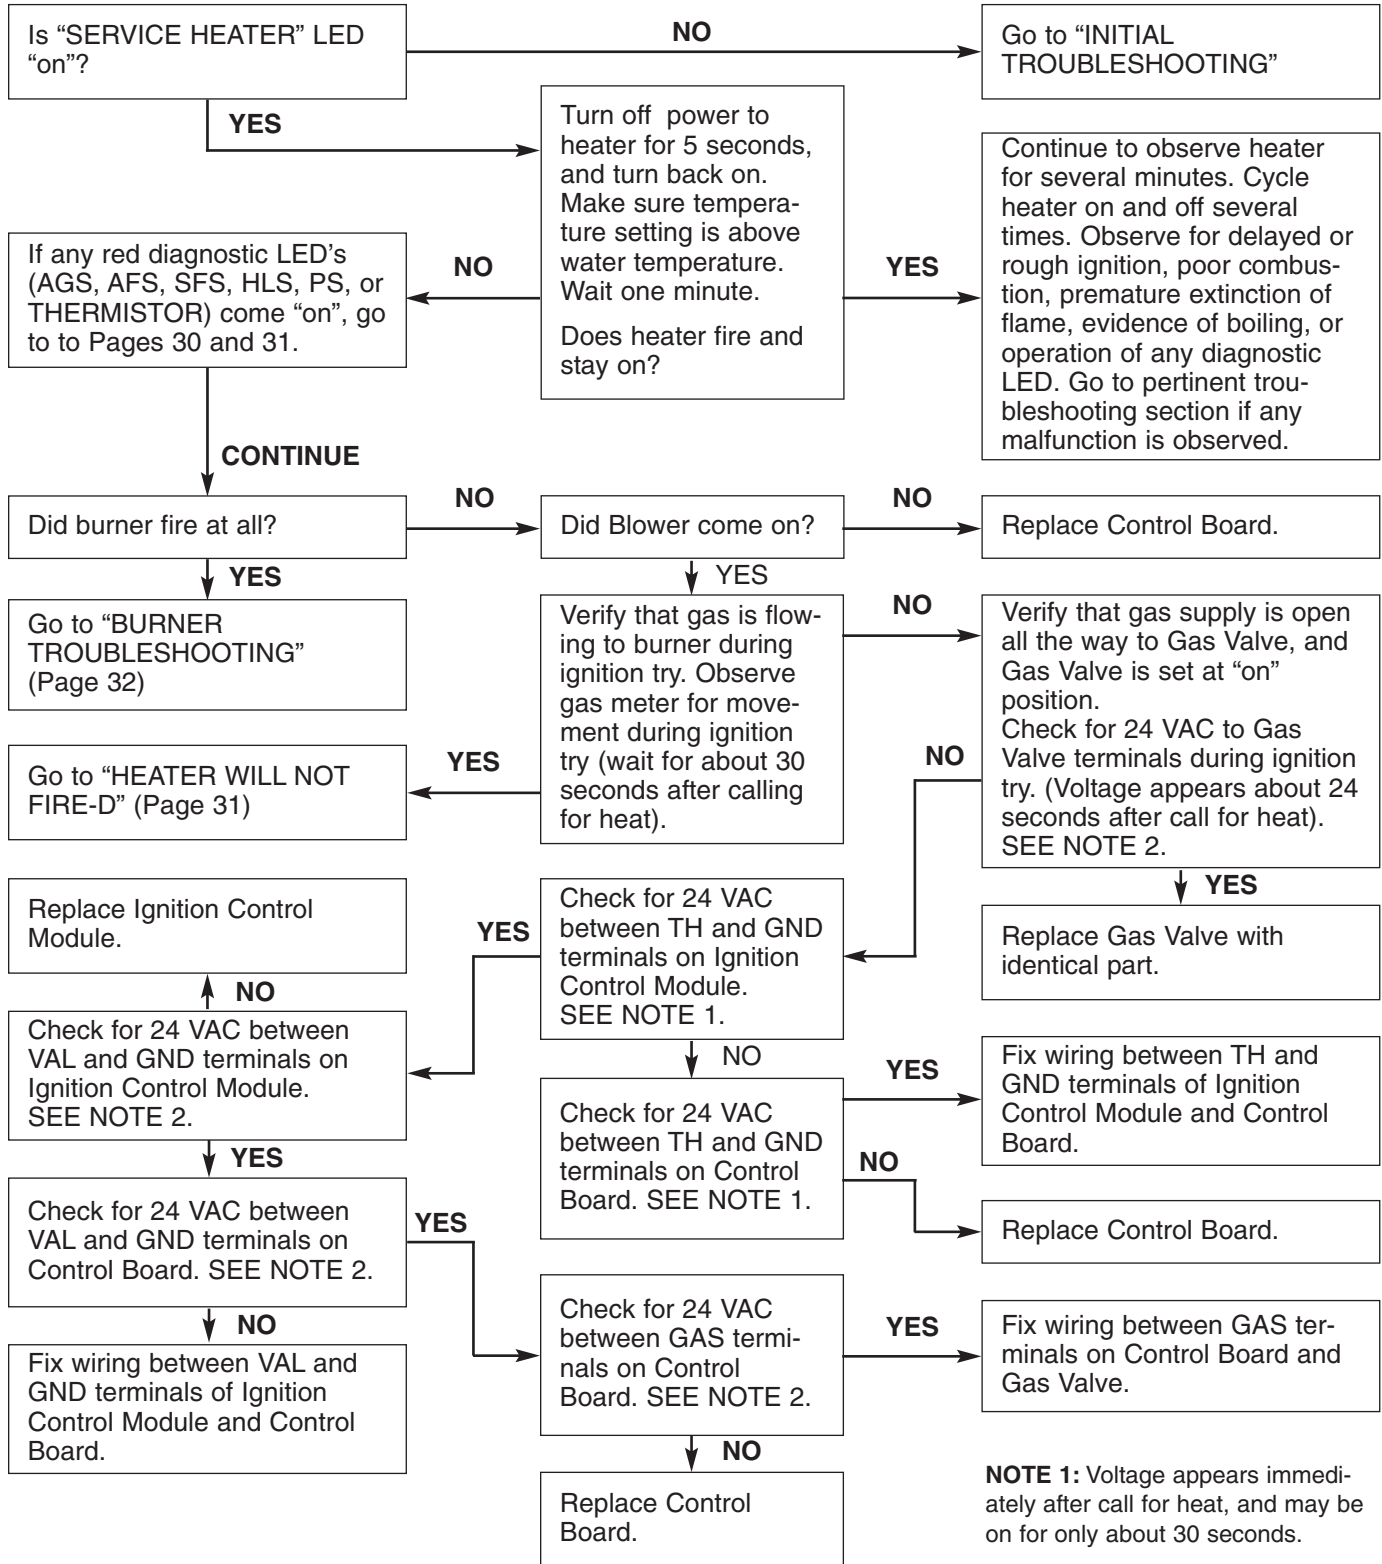 Is “SERVICE HEATER” LED
“on”?
NO
Go to “INITIAL
TROUBLESHOOTING”
YES
Turn off  power to
heater for 5 seconds,
and turn back on.
Make sure tempera-
ture setting is above
water temperature.
Wait one minute.
Does heater fire and
stay on?
NO
If any red diagnostic LED's
(AGS, AFS, SFS, HLS, PS, or
THERMISTOR) come “on”, go
to to Pages 30 and 31.
YES
Continue to observe heater
for several minutes. Cycle
heater on and off several
times. Observe for delayed or
rough ignition, poor combus-
tion, premature extinction of
flame, evidence of boiling, or
operation of any diagnostic
LED. Go to pertinent trou-
bleshooting section if any
malfunction is observed.
CONTINUE
Did burner fire at all?
NO
Did Blower come on?
NO
Replace Control Board.
YES
Go to “BURNER
TROUBLESHOOTING”
(Page 32)
YES
Verify that gas is flow-
ing to burner during
ignition try. Observe
gas meter for move-
ment during ignition
try (wait for about 30
seconds after calling
for heat).
NO
Verify that gas supply is open
all the way to Gas Valve, and
Gas Valve is set at “on”
position.
Check for 24 VAC to Gas
Valve terminals during ignition
try. (Voltage appears about 24
seconds after call for heat).
SEE NOTE 2.
YES
Go to “HEATER WILL NOT
FIRE-D” (Page 31)
NO
YES
Replace Gas Valve with
identical part.
Check for 24 VAC
between TH and GND
terminals on Ignition
Control Module.
SEE NOTE 1.
YES
Replace Ignition Control
Module.
NO
Check for 24 VAC between
VAL and GND terminals on
Ignition Control Module.
SEE NOTE 2.
NO
Check for 24 VAC
between TH and GND
terminals on Control
Board. SEE NOTE 1.
YES
Fix wiring between TH and
GND terminals of Ignition
Control Module and Control
Board.
NO
Replace Control Board.
YES
Check for 24 VAC between
VAL and GND terminals on
Control Board. SEE NOTE 2.
YES
Check for 24 VAC
between GAS termi-
nals on Control
Board. SEE NOTE 2.
YES
Fix wiring between GAS ter-
minals on Control Board and
Gas Valve.
NO
Fix wiring between VAL and
GND terminals of Ignition
Control Module and Control
Board.
NO
Replace Control
Board.
NOTE 1: Voltage appears immedi-
ately after call for heat, and may be
on for only about 30 seconds.